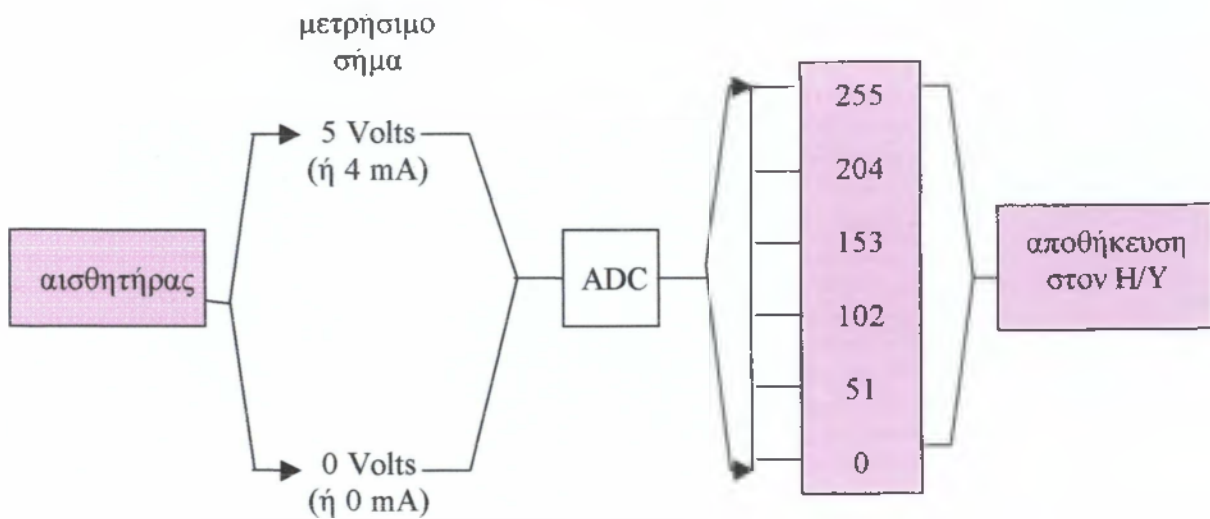 μετρήσιμο
σήμα
5 Volts
(ή 4 mA)
αισθητήρας
0 Volts
(ή 0 mA)
ADC
255
204
153
102
51
0
αποθήκευση
στον Η/Υ